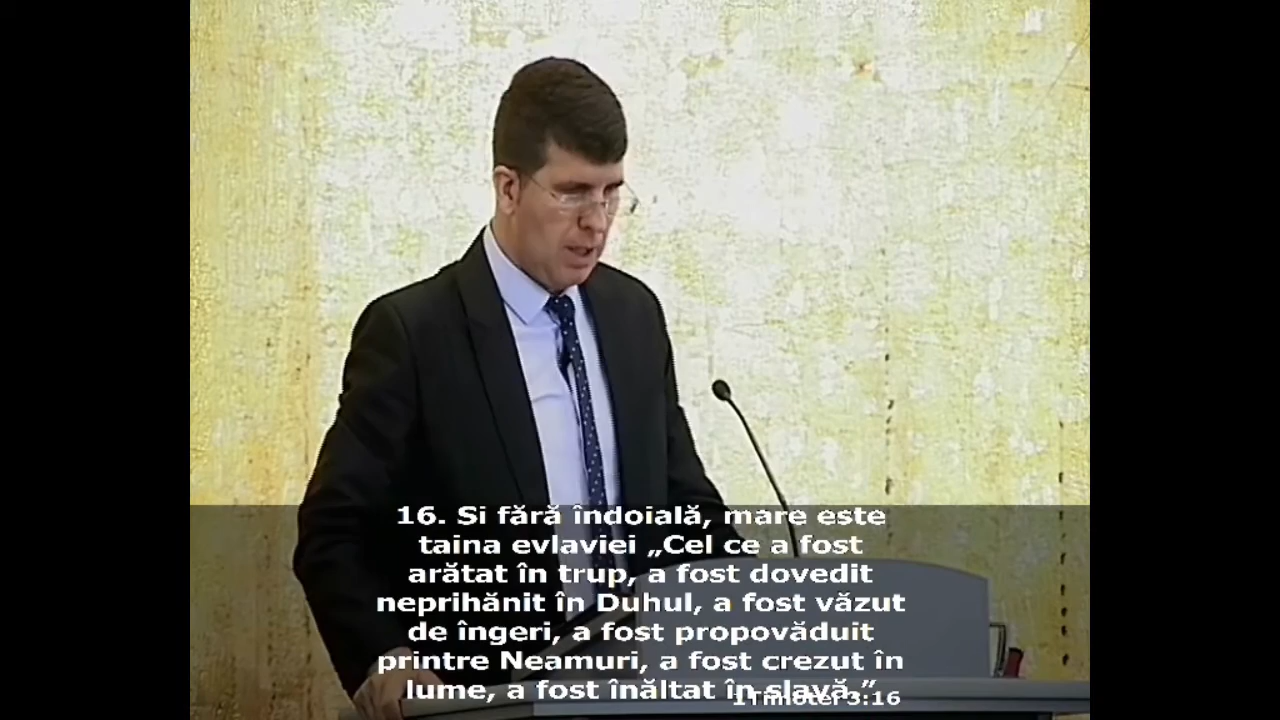 16. Si fără îndoială, mare este
taina evlaviei „Cel ce a fost
arătat în trup, a fost dovedit
neprihănit în Duhul, a fost văzut
de îngeri, a fost propovăduit
printre Neamuri, a fost crezut în
lume, a fost înăltat în slavă.”
1Timotei 3:16